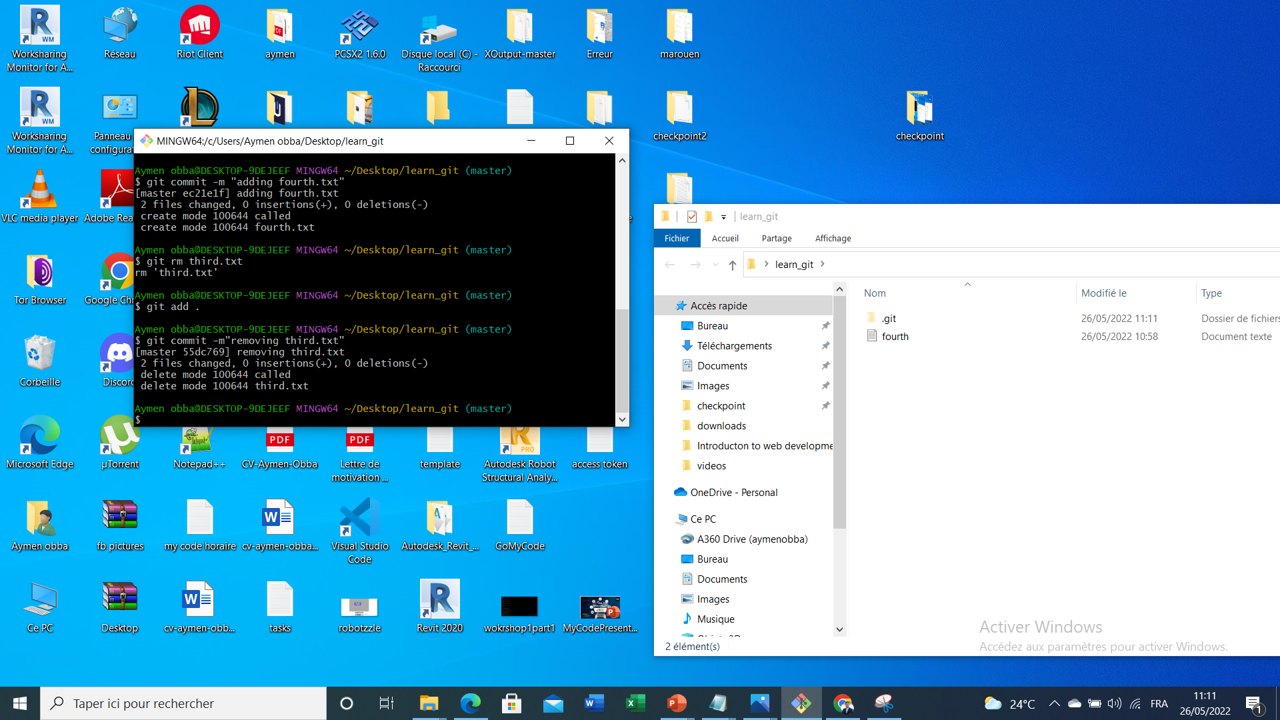 Worksharing
Monitor for A...
Réseau
Riot Client
aymen
PCSX2 1.6.0
Disque local (C) -
Raccourci
XOutput-master
Erreur
marouen
Worksharing
Monitor for A...
Panneau
configurat
checkpoint2
checkpoint
MINGW64:/c/Users/Aymen obba/Desktop/learn_git
Aymen obba@DESKTOP-9DEJEEF MINGW64 ~/Desktop/learn_git (master)
$ git commit -m "adding fourth.txt"
[master ec21e1f] adding fourth.txt
2 files changed, 0 insertions(+), 0 deletions(-)
create mode 100644 called
create mode 100644 fourth.txt
Aymen obba@DESKTOP-9DEJEEF MINGW64 ~/Desktop/learn_git (master)
$ git rm third.txt
rm 'third.txt'
Aymen obba@DESKTOP-9DEJEEF MINGW64 ~/Desktop/learn_git (master)
$ git add .
Aymen obba@DESKTOP-9DEJEEF MINGW64 ~/Desktop/learn_git (master)
$ git commit -m"removing third.txt"
[master 55dc769] removing third.txt
2 files changed, 0 insertions(+), 0 deletions(-)
delete mode 100644 called
delete mode 100644 third.txt
Aymen obba@DESKTOP-9DEJEEF MINGW64 ~/Desktop/learn_git (master)
$
VLC media player
Adobe Rea
Tor Browser
Google Chr
Corbeille
Discord
learn_git
Fichier
Accueil
Partage
Affichage
learn_git
Nom
Modifié le
Type
.git
26/05/2022 11:11
Dossier de fichiers
fourth
26/05/2022 10:58
Document texte
Accès rapide
Bureau
Téléchargements
Documents
Images
checkpoint
downloads
Introducton to web developme
videos
OneDrive - Personal
Ce PC
A360 Drive (aymenobba)
Bureau
Documents
Images
Musique
2 élément(s)
Activer Windows
Accédez aux paramètres pour activer Windows.
Microsoft Edge
µTorrent
Notepad++
PDF
CV-Aymen-Obba
PDF
Lettre de
motivation ...
template
PRO
Autodesk Robot
Structural Analy...
access token
Aymen obba
fb pictures
my code horaire
cv-aymen-obba...
Visual Studio
Code
Autodesk_Revit_...
GoMyCode
Ce PC
Desktop
cv-aymen-obb...
tasks
robotzzle
Revit 2020
wokrshop1part1
MyCodePresent...
Taper ici pour rechercher
24°C
FRA
11:11
26/05/2022
1